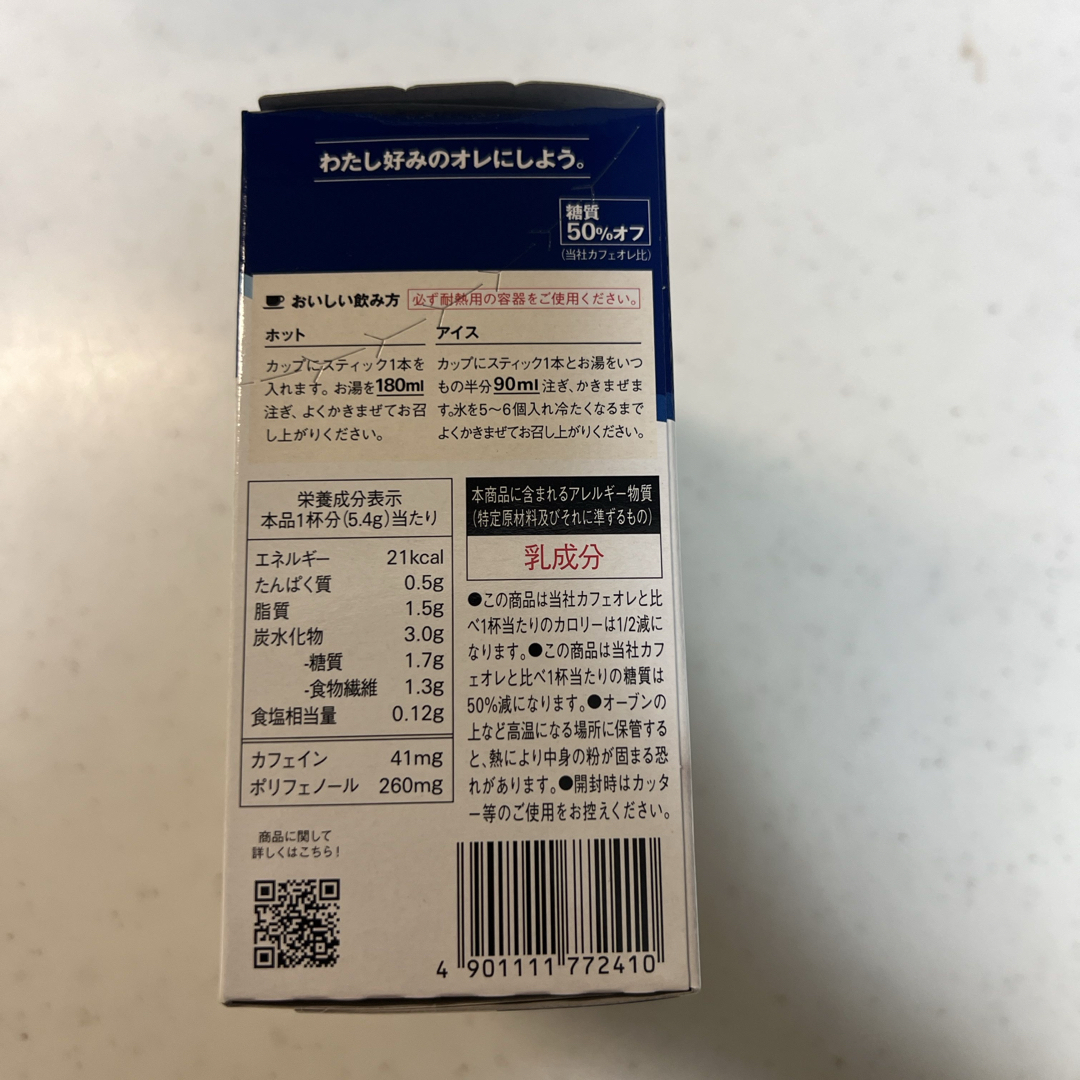 わたし好みのオレにしよう。
糖質
50%オフ
(当社カフェオレ比)
おいしい飲み方 必ず耐熱用の容器をご使用ください。
ホット
カップにスティック1本を
入れます。お湯を180ml
注ぎ、よくかきまぜてお召
し上がりください。
アイス
カップにスティック1本とお湯をいつ
もの半分90ml注ぎ、かきまぜま
す。氷を5〜6個入れ冷たくなるまで
よくかきまぜてお召し上がりください。
栄養成分表示
本品1杯分(5.4g)当たり
エネルギー 21kcal
たんぱく質 0.5g
脂質 1.5g
炭水化物 3.0g
-糖質 1.7g
-食物繊維 1.3g
食塩相当量 0.12g
カフェイン 41mg
ポリフェノール 260mg
本商品に含まれるアレルギー物質
(特定原材料及びそれに準ずるもの)
乳成分
●この商品は当社カフェオレと比
べ1杯当たりのカロリーは1/2減に
なります。●この商品は当社カフ
ェオレと比べ1杯当たりの糖質は
50%減になります。●オーブンの
上など高温になる場所に保管する
と、熱により中身の粉が固まる恐
れがあります。●開封時はカッタ
ー等のご使用をお控えください。
商品に関して
詳しくはこちら!
4 901111 772410